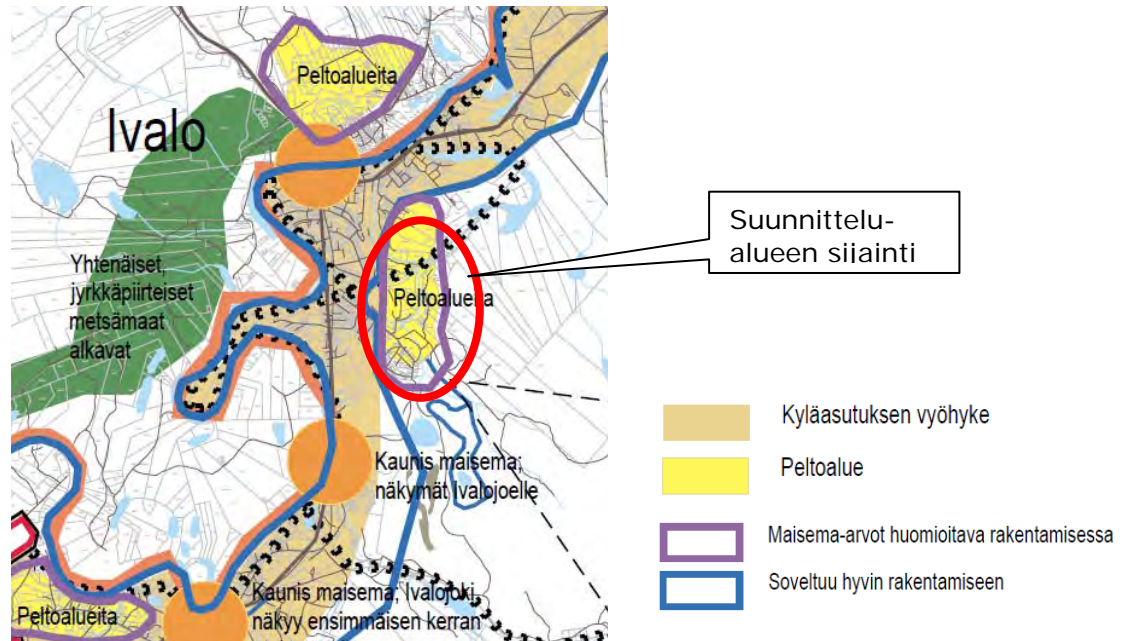 Peltoalueita
Ivalo
Suunnittelu-
alueen sijainti
Yhtenäiset,
jyrkkäpiirteiset
metsämaat
alkavat
Peltoalueita
Kaunis maisema;
näkymät Ivalojoelle
Kaunis maisema; Ivalojoki
näkyy ensimmäisen kerran
Peltoalueita
Kyläasutuksen vyöhyke
Peltoalue
Maisema-arvot huomioitava rakentamisessa
Soveltuu hyvin rakentamiseen